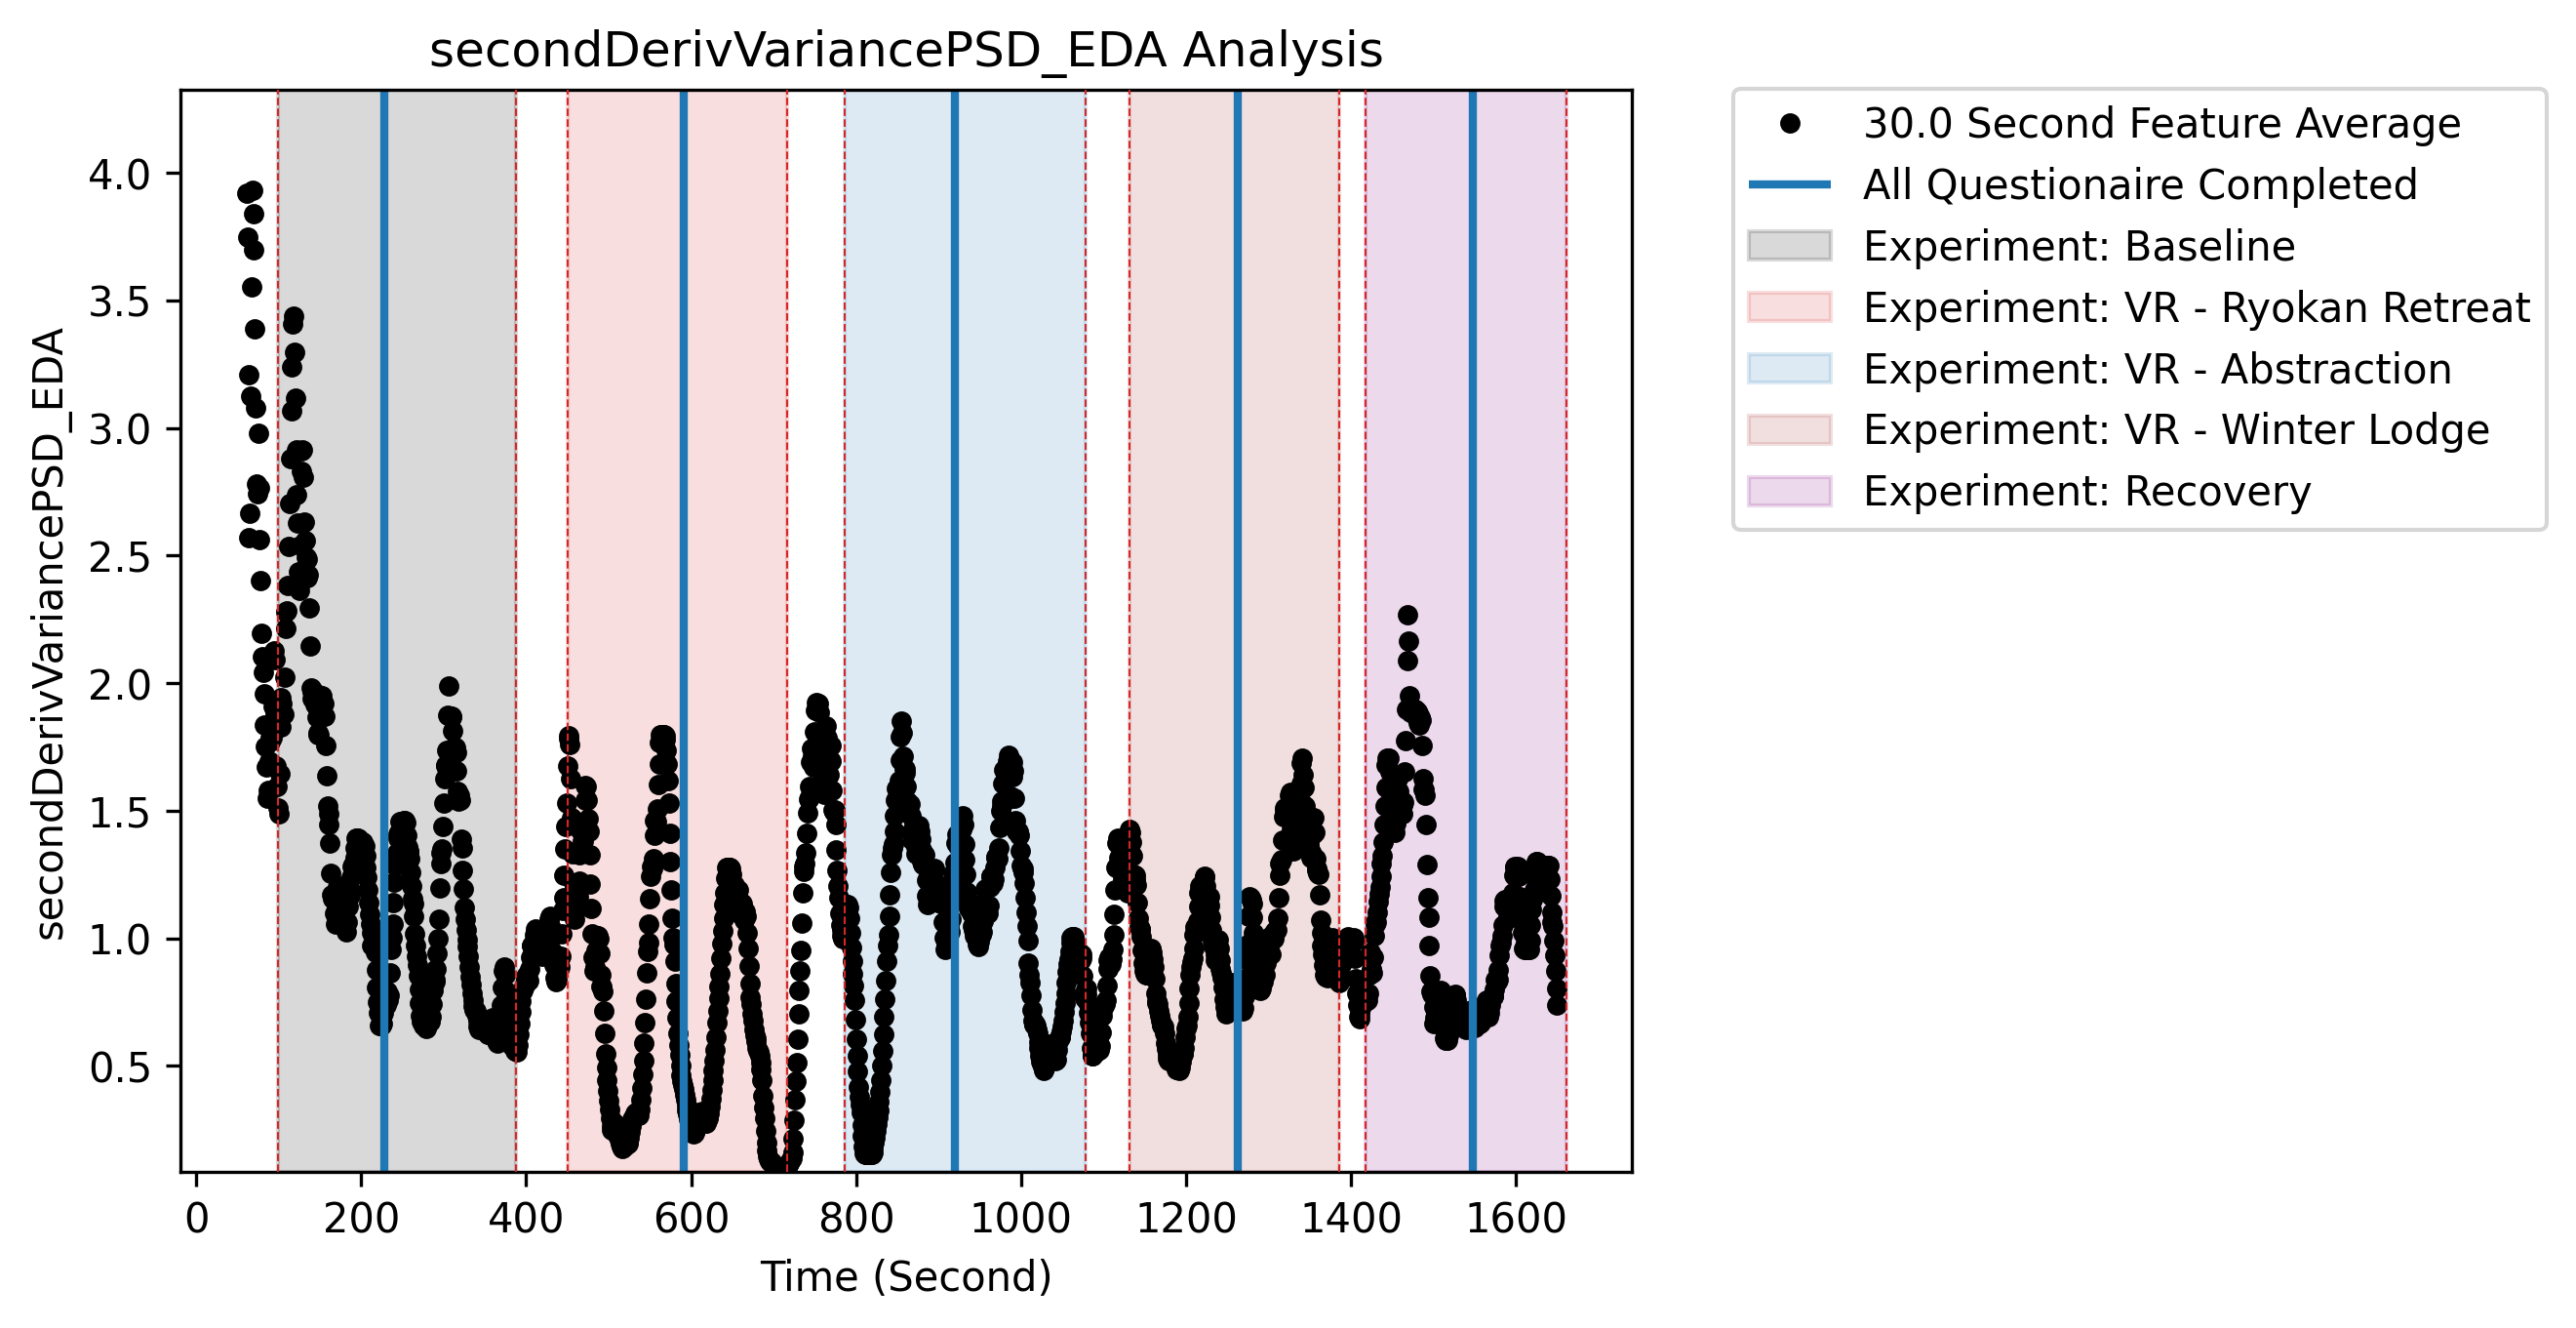 secondDerivVariancePSD_EDA Analysis
secondDerivVariancePSD_EDA
4.0
3.5
3.0
2.5
2.0
1.5
1.0
0.5
0 200 400 600 800 1000 1200 1400 1600
Time (Second)
30.0 Second Feature Average
All Questionaire Completed
Experiment: Baseline
Experiment: VR - Ryokan Retreat
Experiment: VR - Abstraction
Experiment: VR - Winter Lodge
Experiment: Recovery